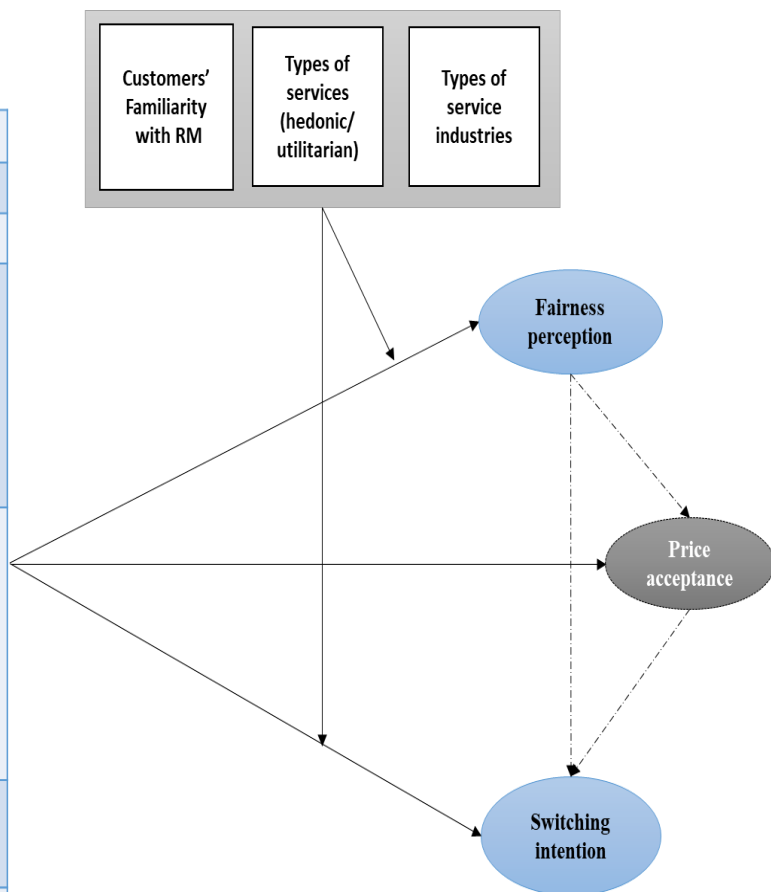 Customers’
Familiarity
with RM
Types of
services
(hedonic/
utilitarian)
Types of
service
industries
Fairness
perception
Price
acceptance
Switching
intention